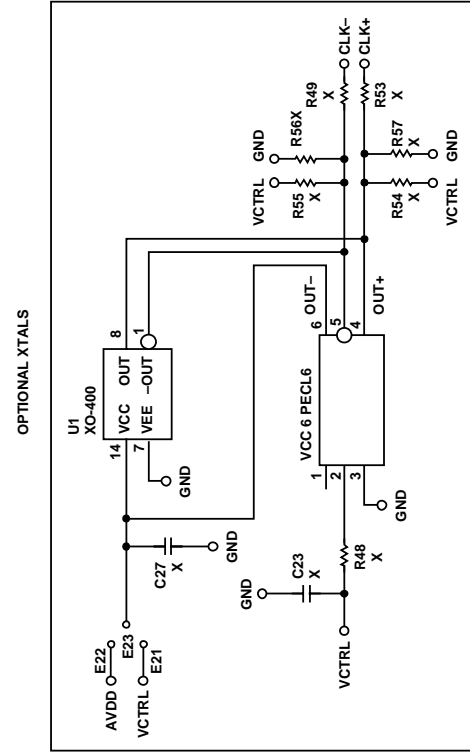 OPTIONAL XTALS
E22
AVDD
E23
VCTRL
E21
C27
X
GND
U1
XO-400
14
VCC
OUT
8
7
VEE
–OUT
1
GND
GND
C23
X
VCTRL
R48
X
VCC 6 PECL6
1
2
3
GND
6
5
4
OUT–
OUT+
GND
VCTRL
R56X
R55
X
R49
X
CLK–
CLK+
R53
X
R57
X
R54
X
GND
VCTRL